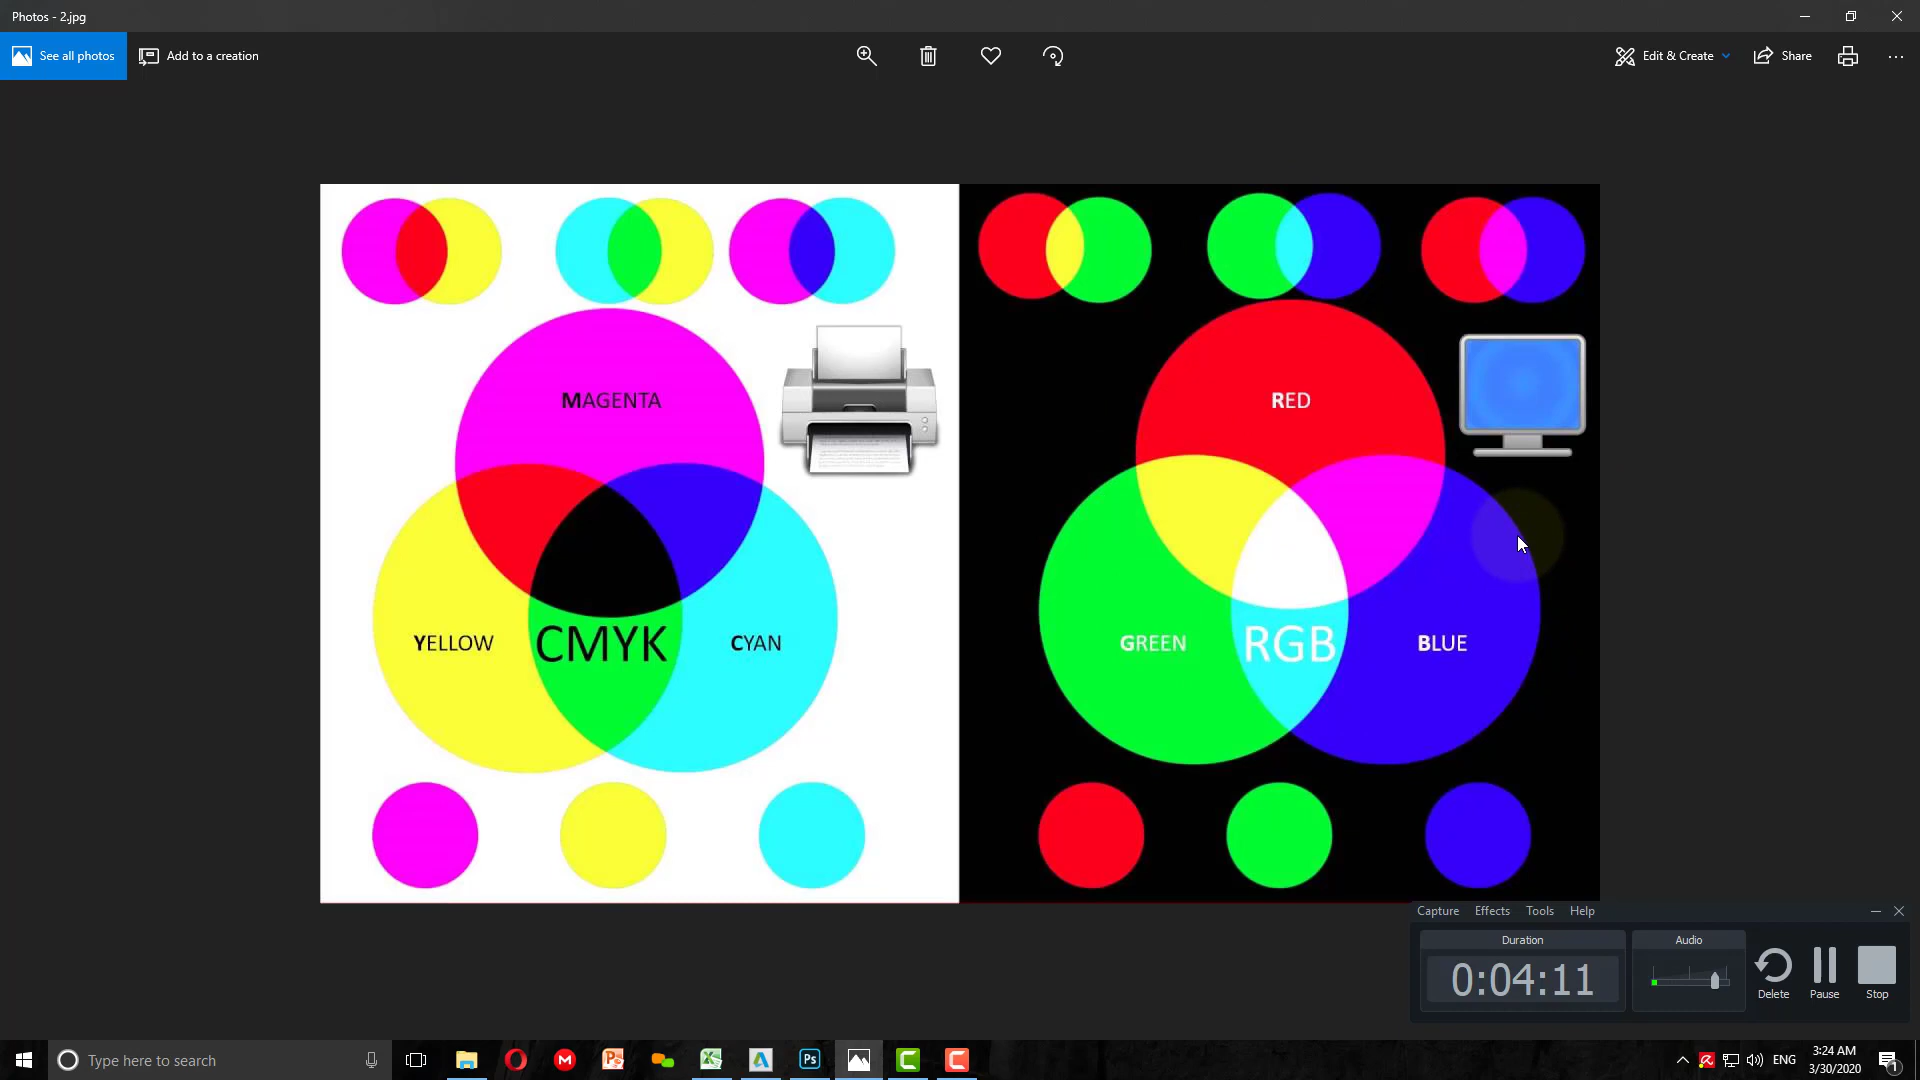 Photos - 2.jpg
See all photos
Add to a creation
Edit & Create
Share
MAGENTA
YELLOW
CMYK
CYAN
RED
GREEN
RGB
BLUE
Capture Effects Tools Help
Duration
Audio
0:04:11
Delete
Pause
Stop
Type here to search
Ps
ENG
3:24 AM
3/30/2020
1